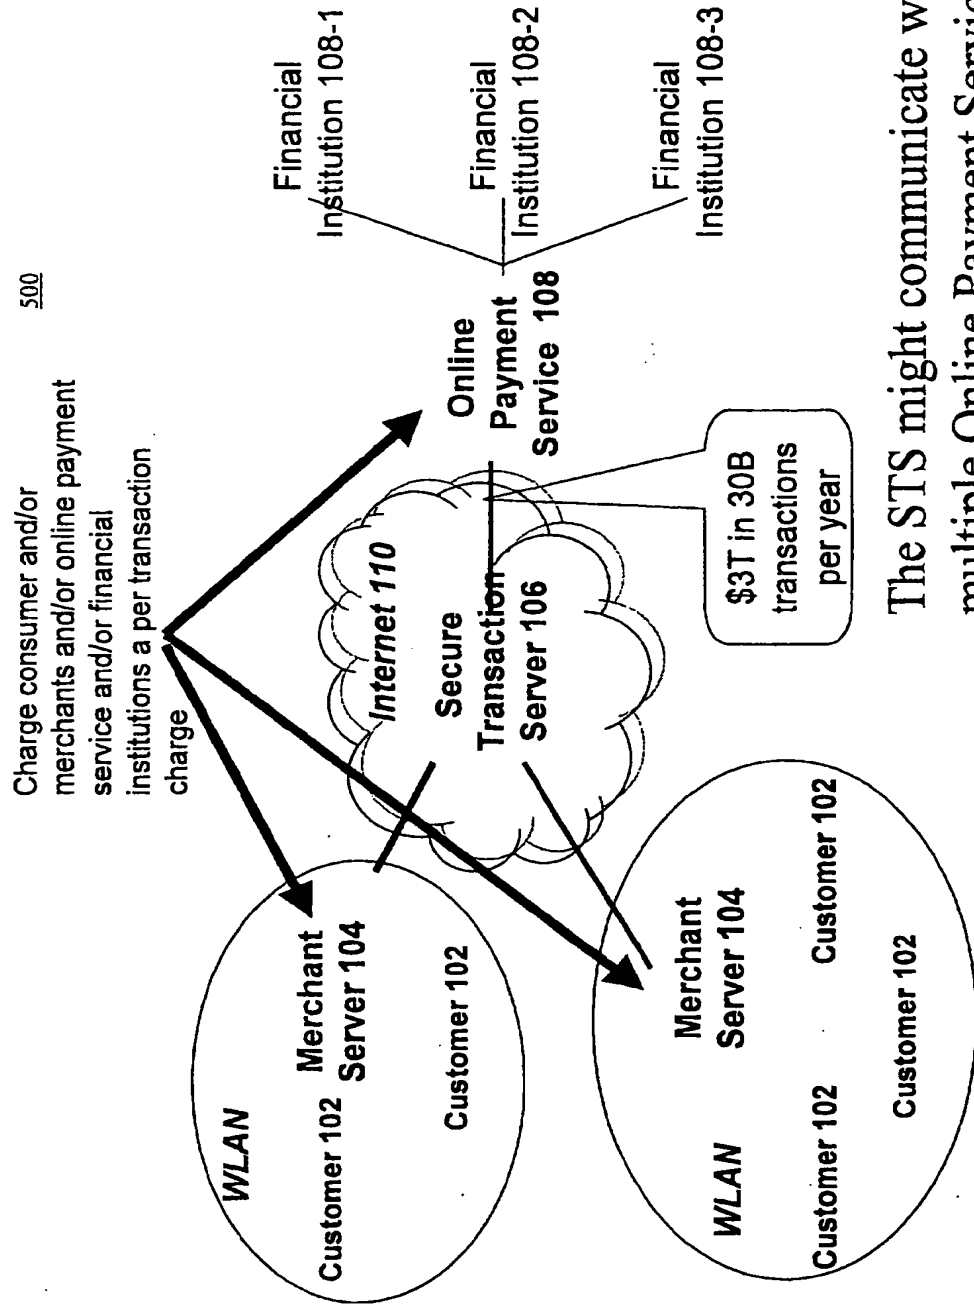 500
Charge consumer and/or
merchants and/or online payment
service and/or financial
institutions a per transaction
charge
WLAN
Merchant
Server 104
Customer 102
Customer 102
Internet 110
Secure
Transaction
Server 106
Online
Payment
Service 108
Financial
Institution 108-1
Financial
Institution 108-2
Financial
Institution 108-3
WLAN
Merchant
Server 104
Customer 102
Customer 102
Customer 102
$3T in 30B
transactions
per year
The STS might communicate
multiple Online Payment